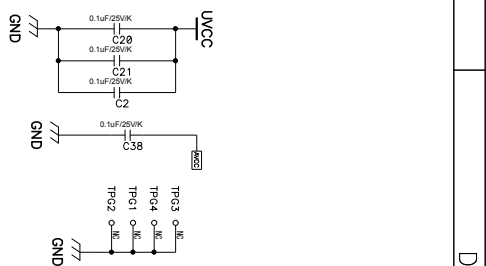 UVCC
0.1uF/25V/K
C20
0.1uF/25V/K
C21
0.1uF/25V/K
C2
GND
0.1uF/25V/K
C38
GND
TPG3
NC
TPG4
NC
TPG1
NC
TPG2
NC
GND
D